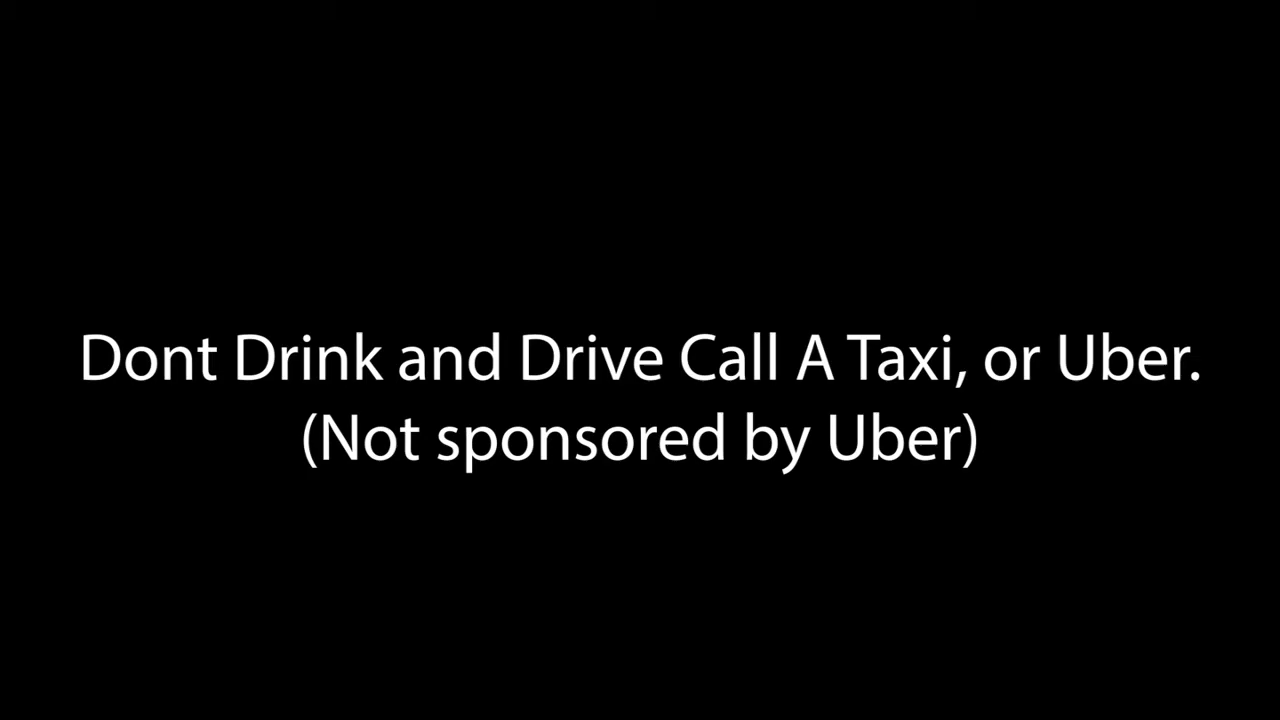 Dont Drink and Drive Call A Taxi, or Uber.
(Not sponsored by Uber)